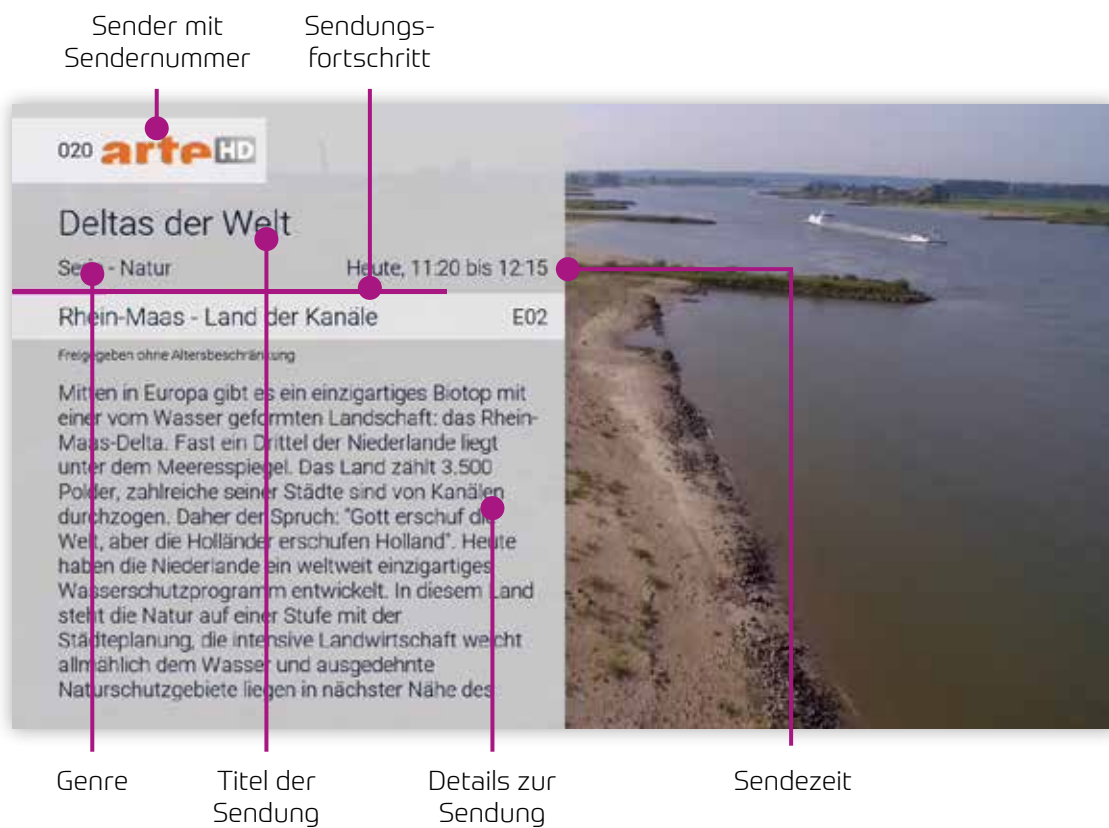 Sender mit
Sendernummer
Sendungs-
fortschritt
020 arte HD
Deltas der Welt
Serie - Natur
Heute, 11:20 bis 12:15
Rhein-Maas - Land der Kanäle
E02
Freigegeben ohne Altersbeschränkung
Mitten in Europa gibt es ein einzigartiges Biotop mit
einer vom Wasser geformten Landschaft: das Rhein-
Maas-Delta. Fast ein Drittel der Niederlande liegt
unter dem Meeresspiegel. Das Land zählt 3.500
Polder, zahlreiche seiner Städte sind von Kanälen
durchzogen. Daher der Spruch: "Gott erschuf die
Welt, aber die Holländer erschufen Holland". Heute
haben die Niederlande ein weltweit einzigartiges
Wasserschutzprogramm entwickelt. In diesem Land
steht die Natur auf einer Stufe mit der
Städteplanung, die intensive Landwirtschaft weicht
allmählich dem Wasser und ausgedehnte
Naturschutzgebiete liegen in nächster Nähe des
Genre
Titel der
Sendung
Details zur
Sendung
Sendezeit